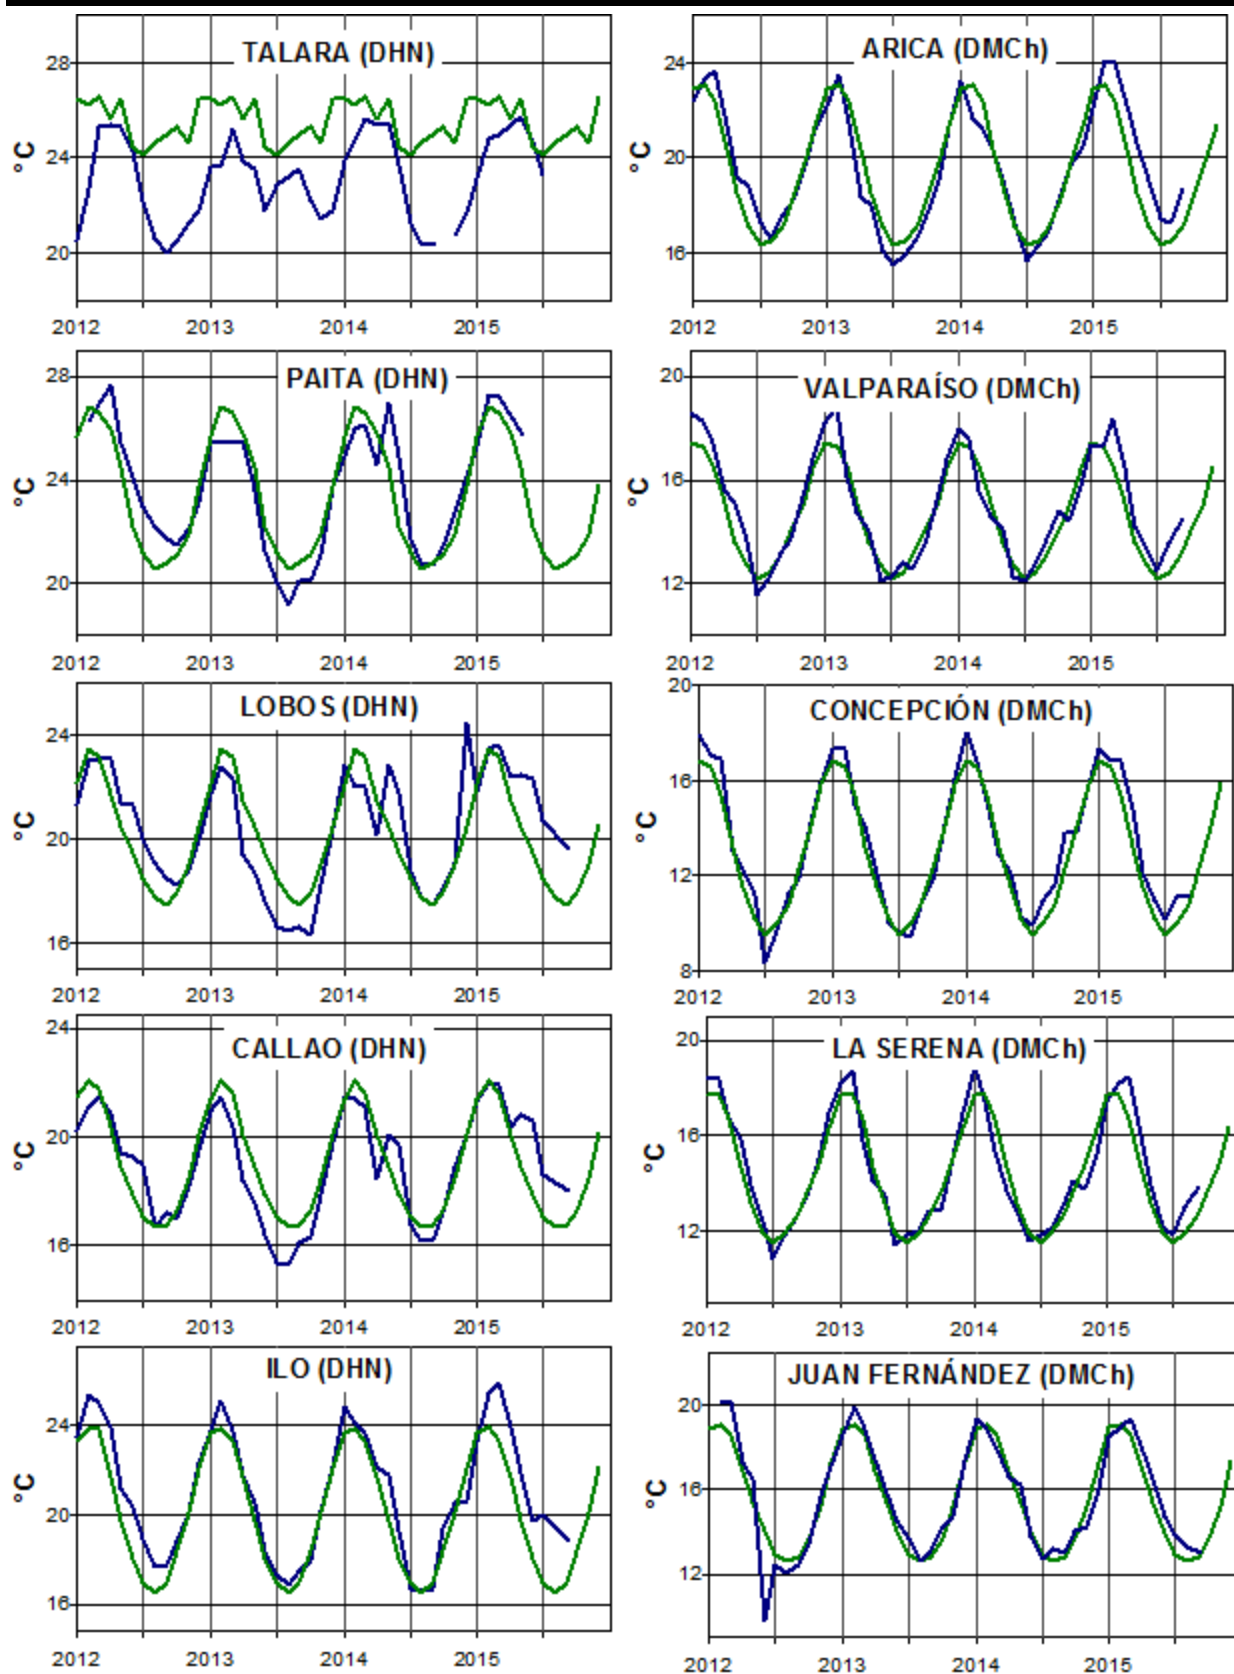 TALARA (DHN)
°C
28
24
20
2012 2013 2014 2015
ARICA (DMCh)
°C
24
20
16
2012 2013 2014 2015
PAITA (DHN)
°C
28
24
20
2012 2013 2014 2015
VALPARAÍSO (DMCh)
°C
20
16
12
2012 2013 2014 2015
LOBOS (DHN)
°C
24
20
16
2012 2013 2014 2015
CONCEPCIÓN (DMCh)
°C
20
16
12
8
2012 2013 2014 2015
CALLAO (DHN)
°C
24
20
16
2012 2013 2014 2015
LA SERENA (DMCh)
°C
20
16
12
2012 2013 2014 2015
ILO (DHN)
°C
24
20
16
2012 2013 2014 2015
JUAN FERNÁNDEZ (DMCh)
°C
20
16
12
2012 2013 2014 2015